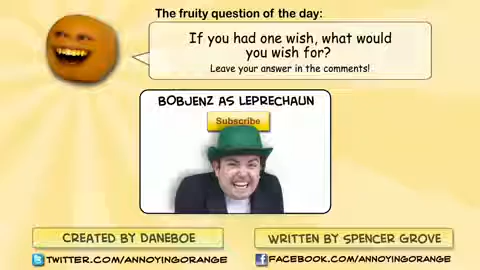 The fruity question of the day:
If you had one wish, what would
you wish for?
Leave your answer in the comments!
BOBJENZ AS LEPRECHAUN
Subscribe
CREATED BY DANEBOE
WRITTEN BY SPENCER GROVE
TWITTER.COM/ANNOYINGORANGE
FACEBOOK.COM/ANNOYINGORANGE